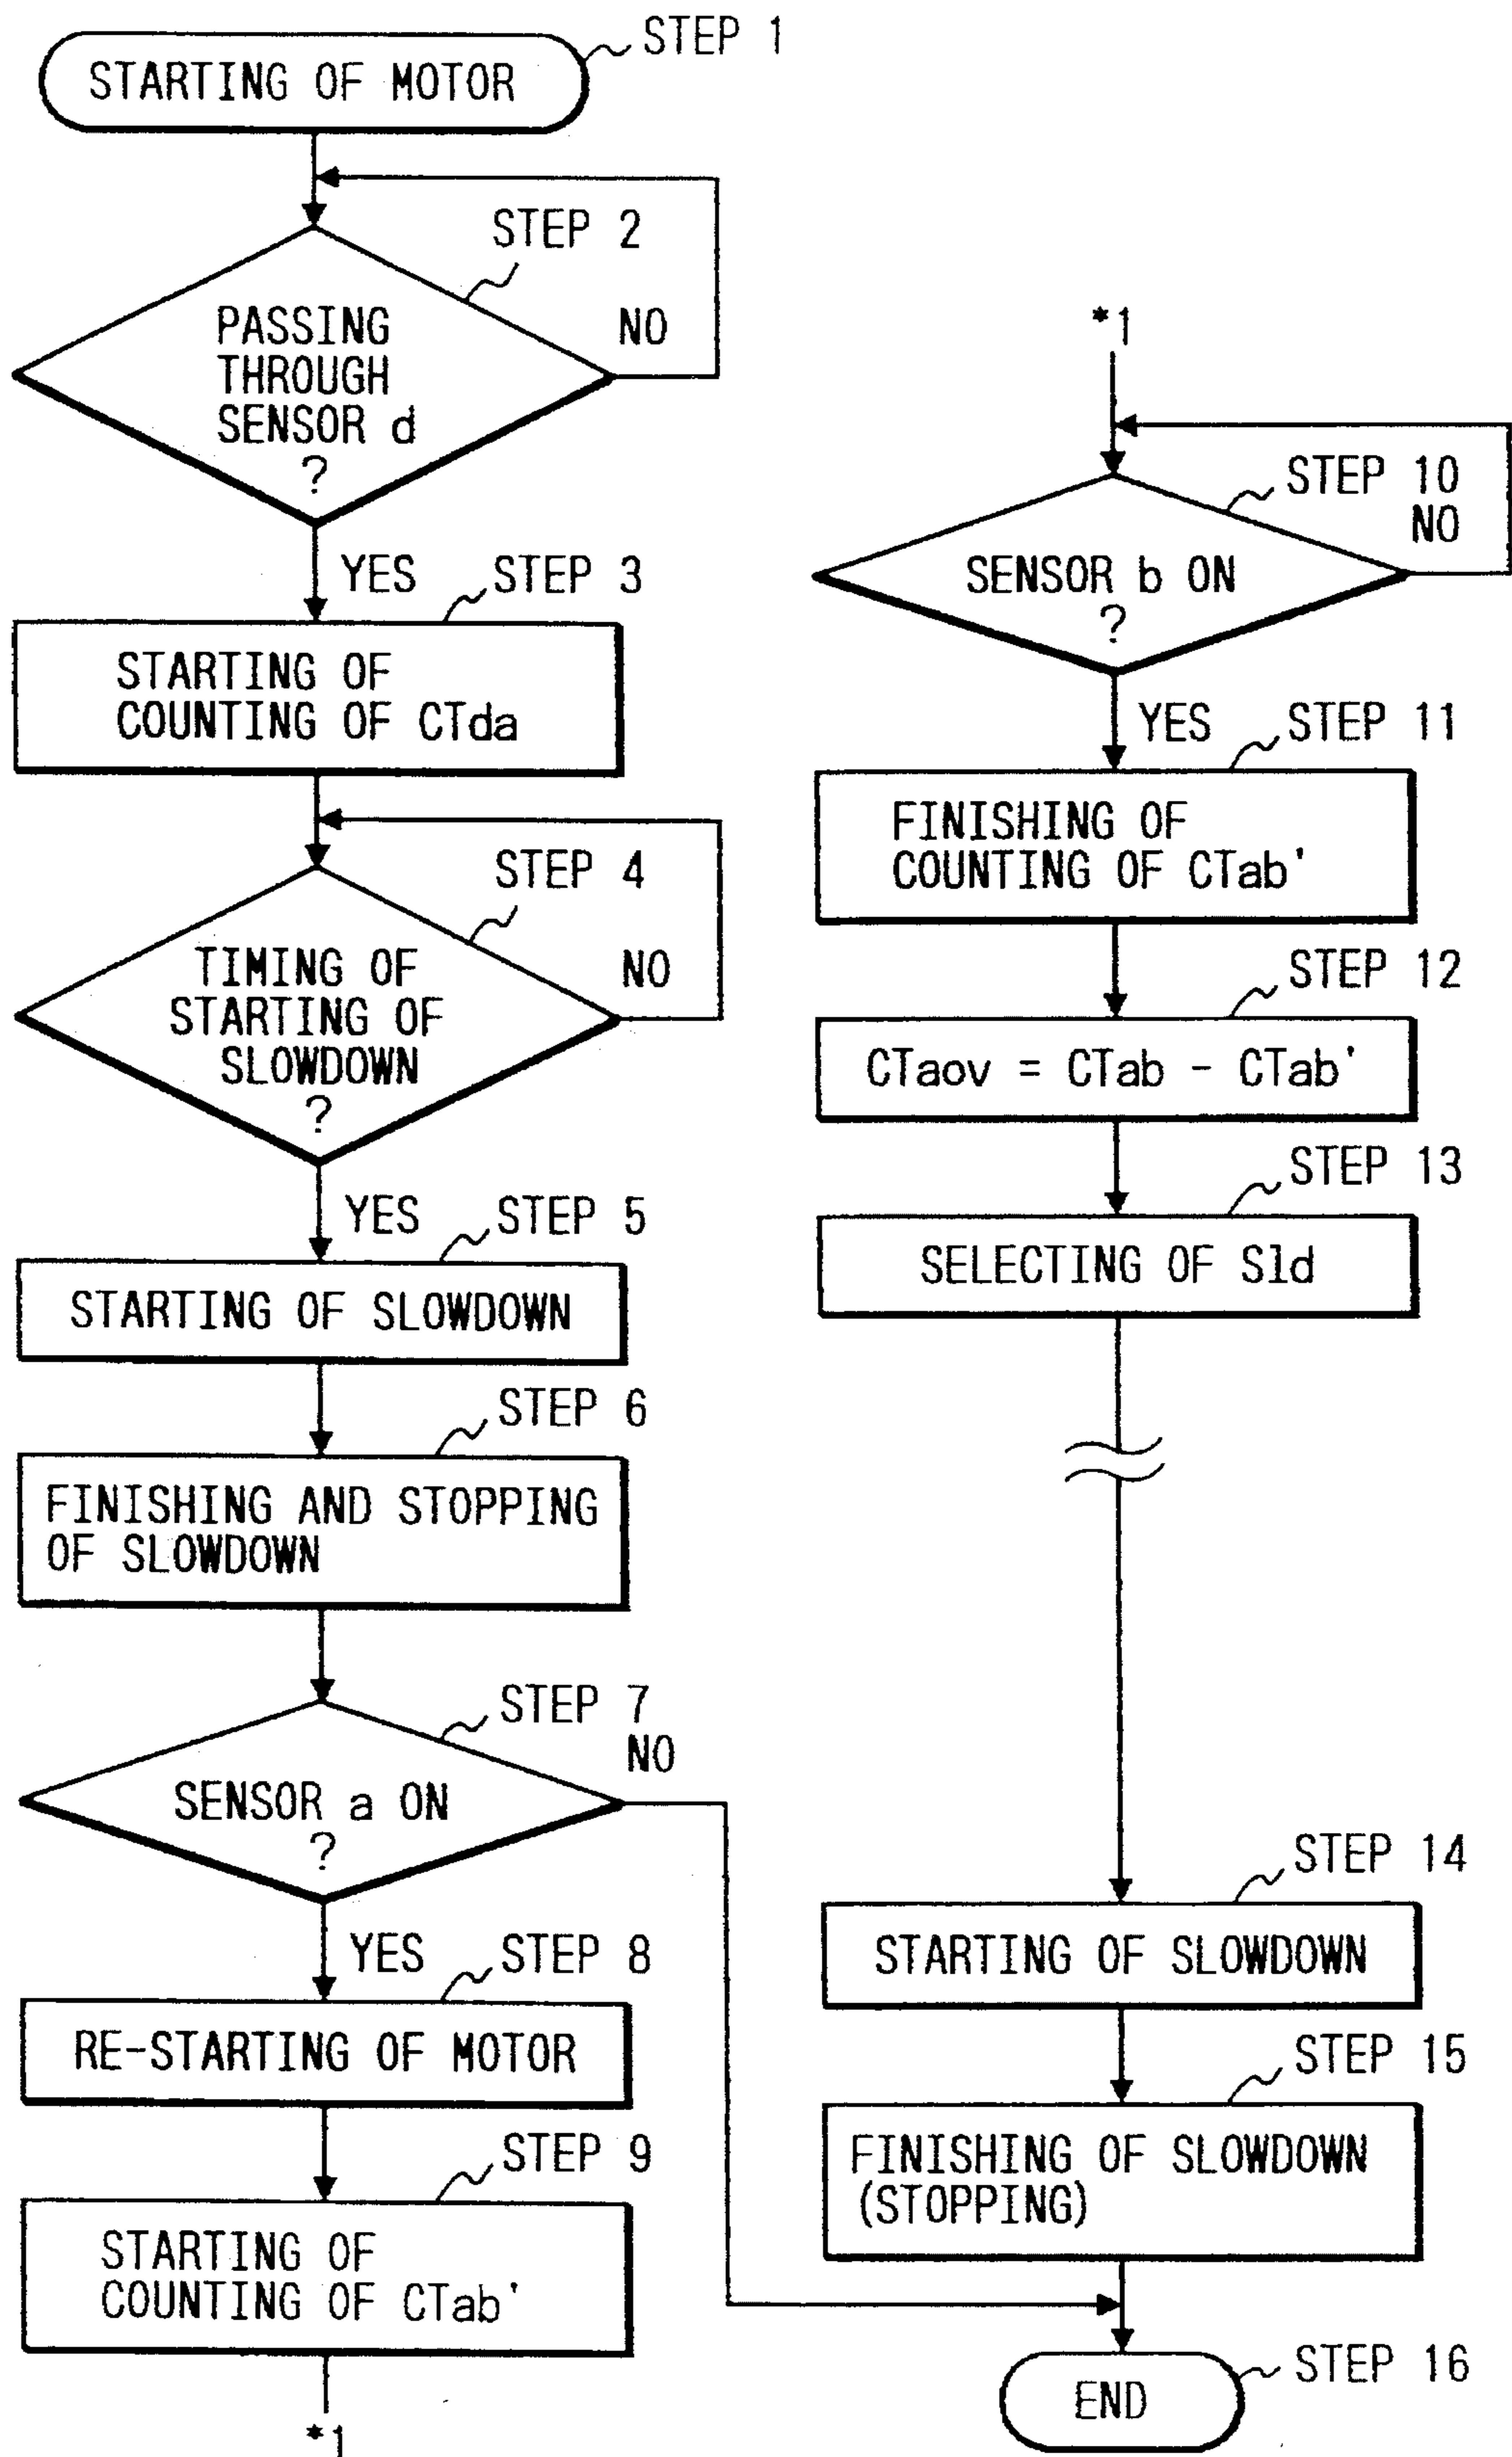 STEP 1
STARTING OF MOTOR
STEP 2
PASSING
THROUGH
SENSOR d
?
NO
YES
STEP 3
STARTING OF
COUNTING OF CTda
STEP 4
TIMING OF
STARTING OF
SLOWDOWN
?
NO
YES
STEP 5
STARTING OF SLOWDOWN
STEP 6
FINISHING AND STOPPING
OF SLOWDOWN
STEP 7
NO
SENSOR a ON
?
YES
STEP 8
RE-STARTING OF MOTOR
STEP 9
STARTING OF
COUNTING OF CTab'
*1
*1
STEP 10
NO
SENSOR b ON
?
YES
STEP 11
FINISHING OF
COUNTING OF CTab'
STEP 12
CTaov = CTab - CTab'
STEP 13
SELECTING OF Sld
STEP 14
STARTING OF SLOWDOWN
STEP 15
FINISHING OF SLOWDOWN
(STOPPING)
STEP 16
END